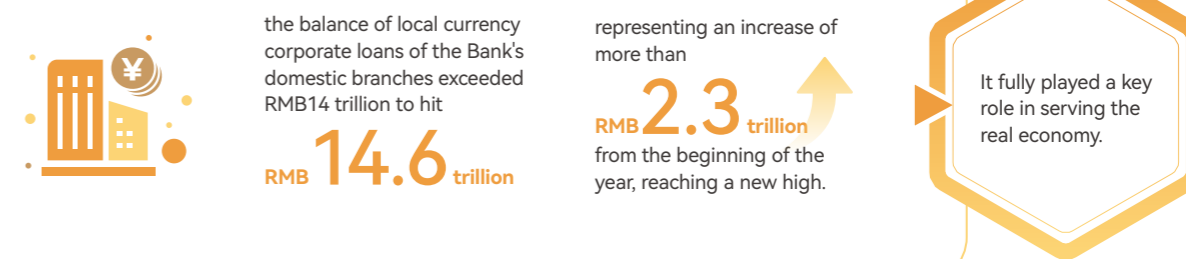 ¥
the balance of local currency
corporate loans of the Bank's
domestic branches exceeded
RMB14 trillion to hit
RMB 14.6 trillion
representing an increase of
more than
RMB 2.3 trillion
from the beginning of the
year, reaching a new high.
It fully played a key
role in serving the
real economy.